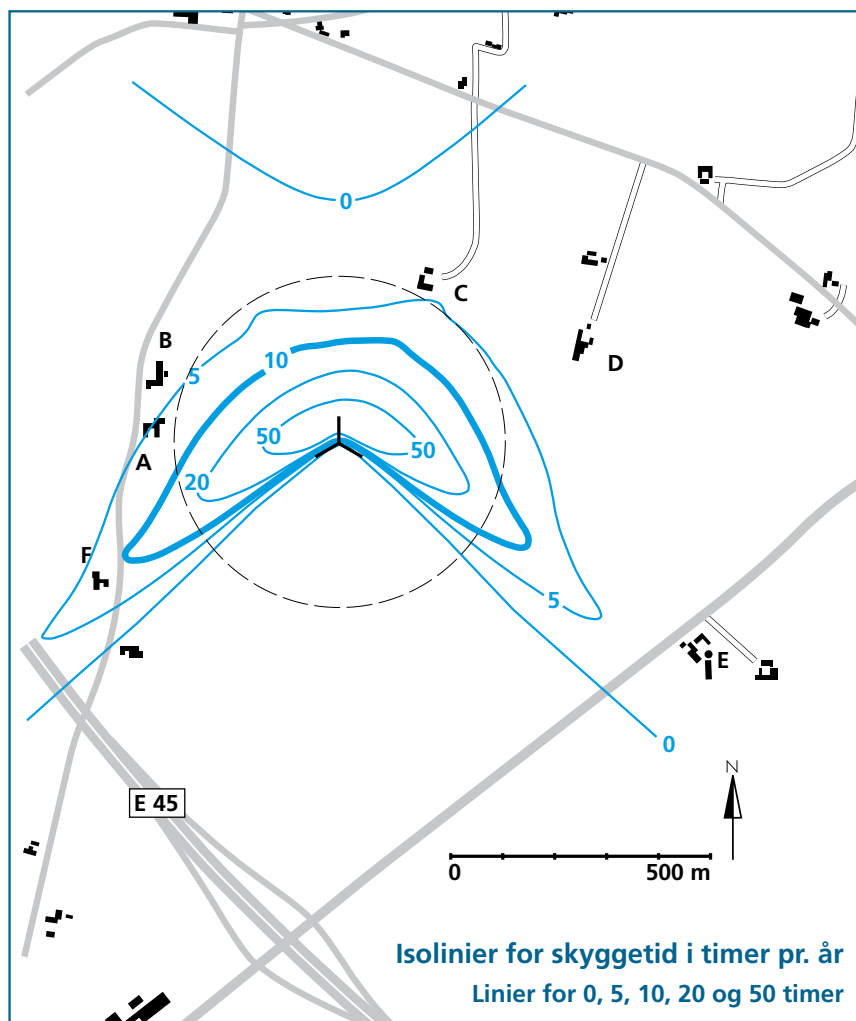 0
C
B
D
10
5
A
50
50
20
F
5
E
0
N
E 45
0 500 m
Isolinier for skyggetid i timer pr. år
Linier for 0, 5, 10, 20 og 50 timer